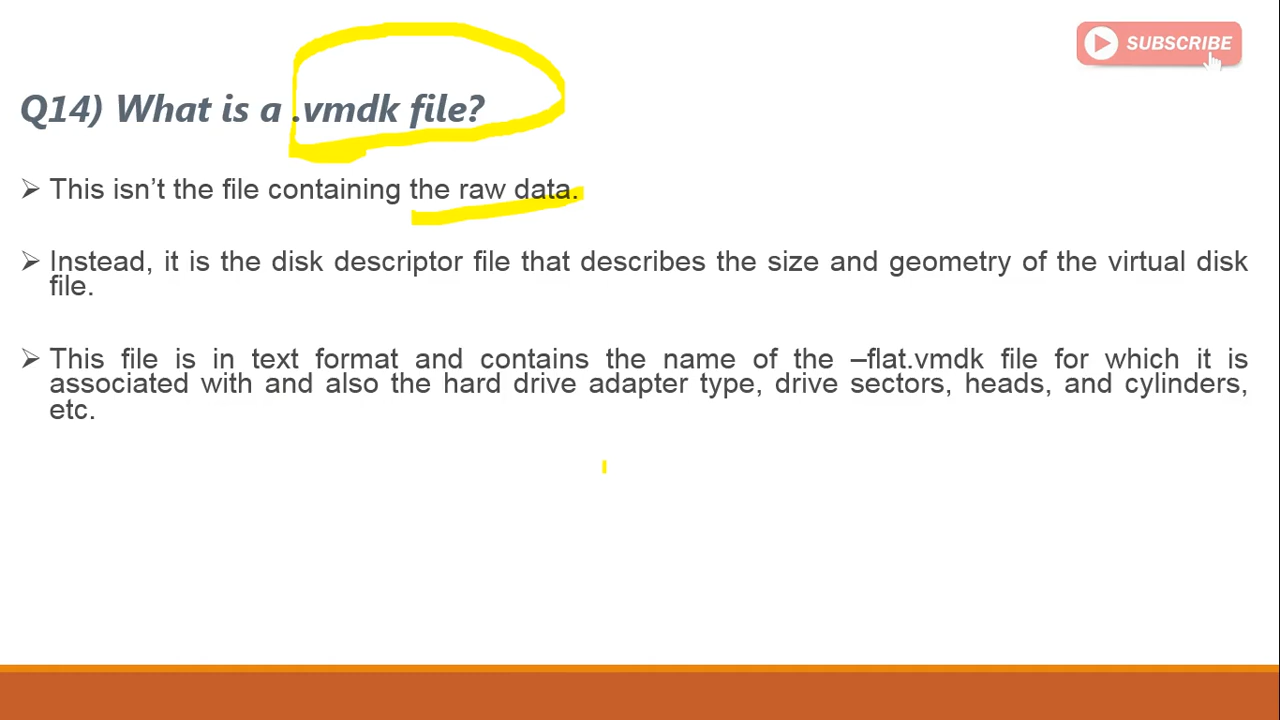 SUBSCRIBE
Q14) What is a .vmdk file?
➢ This isn’t the file containing the raw data.
➢ Instead, it is the disk descriptor file that describes the size and geometry of the virtual disk
file.
➢ This file is in text format and contains the name of the –flat.vmdk file for which it is
associated with and also the hard drive adapter type, drive sectors, heads, and cylinders,
etc.